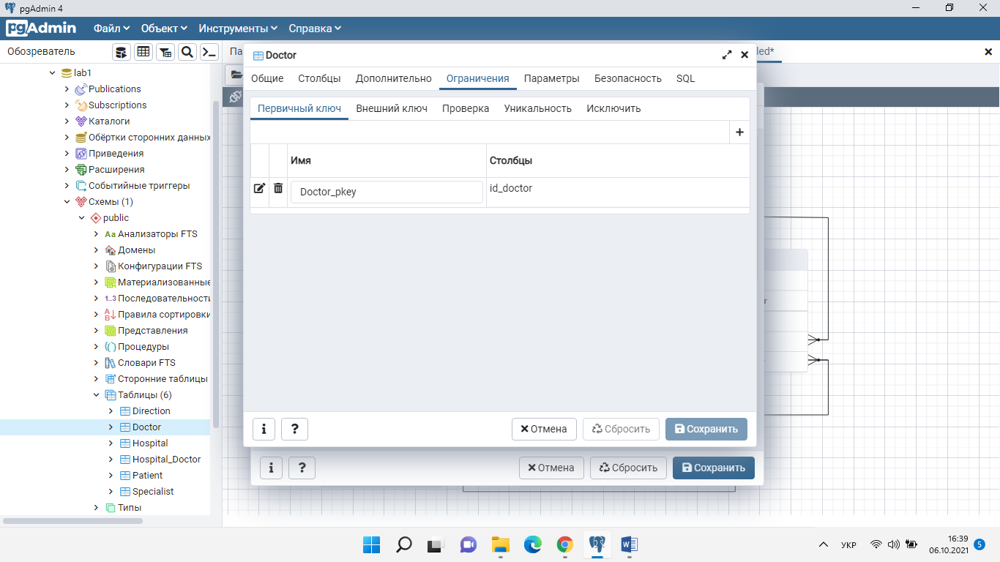 pgAdmin 4
pgAdmin Файл Объект Инструменты Справка
Обозреватель
Па
led*
lab1
Publications
Subscriptions
Каталоги
Обёртки сторонних данных
Приведения
Расширения
Событийные триггеры
Схемы (1)
public
Aa Анализаторы FTS
Домены
Конфигурации FTS
Материализованные
1..3 Последовательности
Правила сортировки
Представления
Процедуры
Словари FTS
Сторонние таблицы
Таблицы (6)
Direction
Doctor
Hospital
Hospital_Doctor
Patient
Specialist
Типы
Doctor
Общие Столбцы Дополнительно Ограничения Параметры Безопасность SQL
Первичный ключ Внешний ключ Проверка Уникальность Исключить
Имя Столбцы
Doctor_pkey id_doctor
r
i ? Отмена Сбросить Сохранить
i ? Отмена Сбросить Сохранить
УКР 16:39
06.10.2021 5